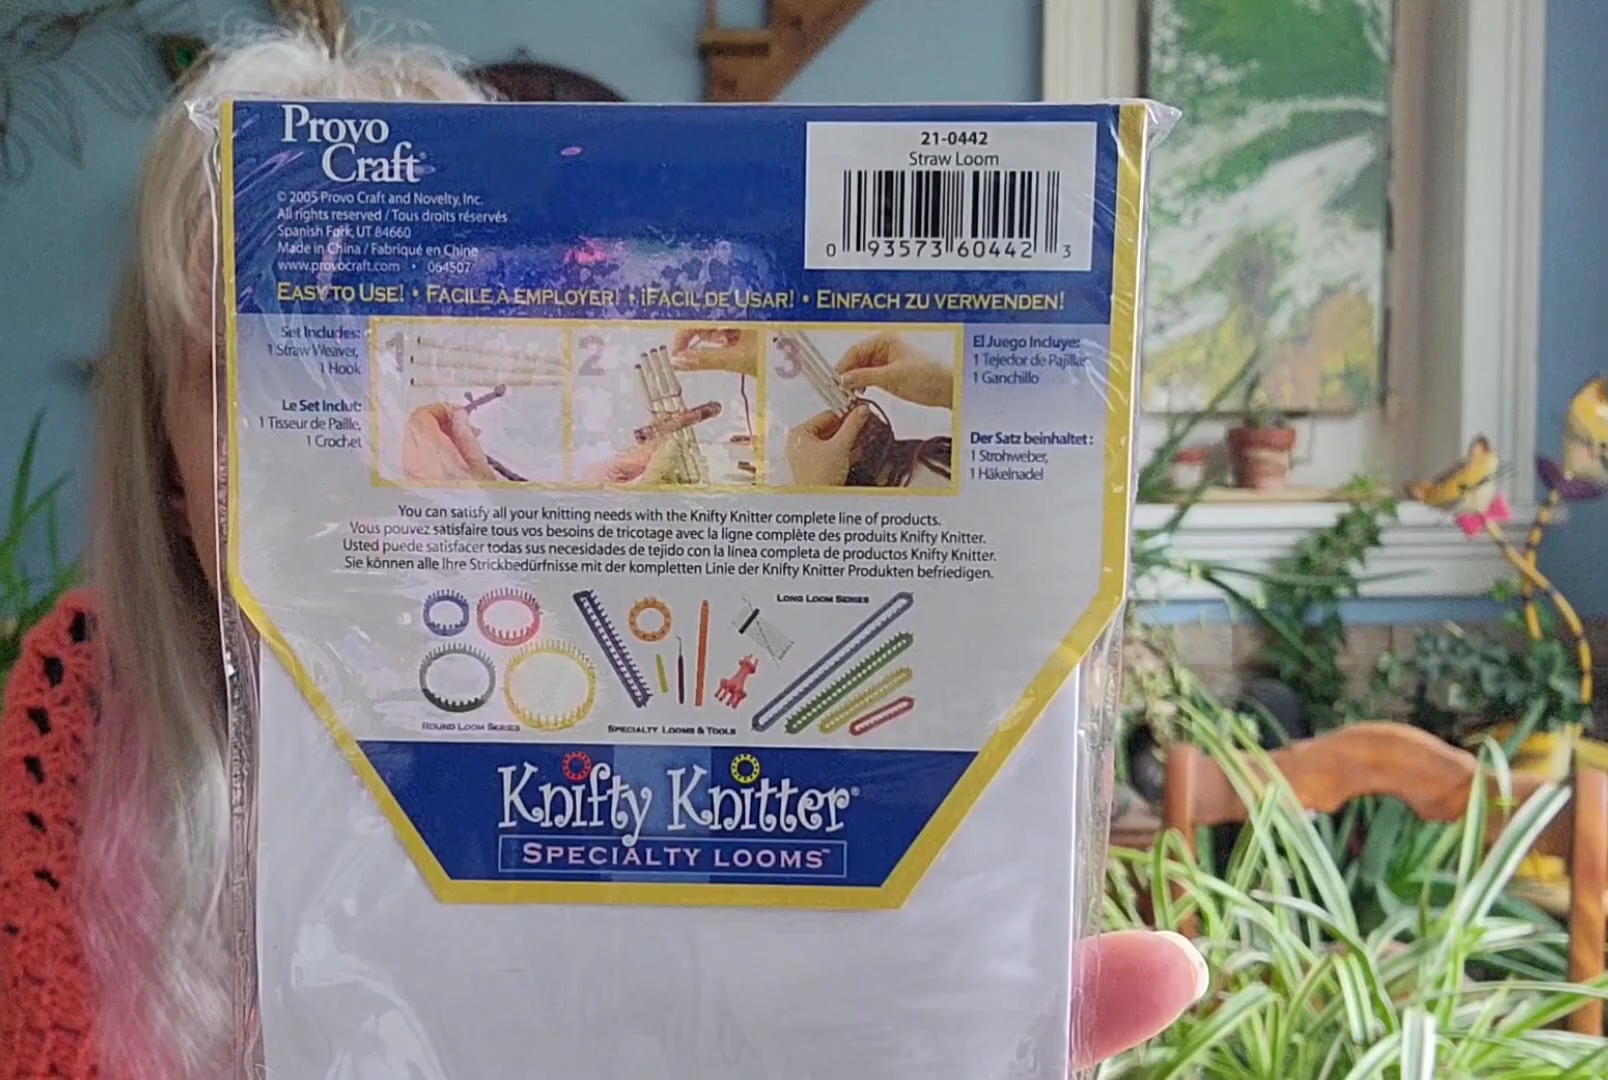 Provo
Craft®
© 2005 Provo Craft and Novelty, Inc.
All rights reserved / Tous droits réservés
Spanish Fork, UT 84660
Made in China / Fabriqué en Chine
www.provocraft.com • 064507
21-0442
Straw Loom
0 93573 60442 3
EASY TO USE! • FACILE À EMPLOYER! • ¡FACIL DE USAR! • EINFACH ZU VERWENDEN!
Set Includes:
1 Straw Weaver,
1 Hook
Le Set Inclut:
1 Tisseur de Paille,
1 Crochet
1 2 3
El Juego Incluye:
1 Tejedor de Pajillas
1 Ganchillo
Der Satz beinhaltet:
1 Strohweber,
1 Häkelnadel
You can satisfy all your knitting needs with the Knifty Knitter complete line of products.
Vous pouvez satisfaire tous vos besoins de tricotage avec la ligne complète des produits Knifty Knitter.
Usted puede satisfacer todas sus necesidades de tejido con la línea completa de productos Knifty Knitter.
Sie können alle Ihre Strickbedürfnisse mit der kompletten Linie der Knifty Knitter Produkten befriedigen.
LONG LOOM SERIES
ROUND LOOM SERIES
SPECIALTY LOOMS & TOOLS
Knifty Knitter®
SPECIALTY LOOMS™